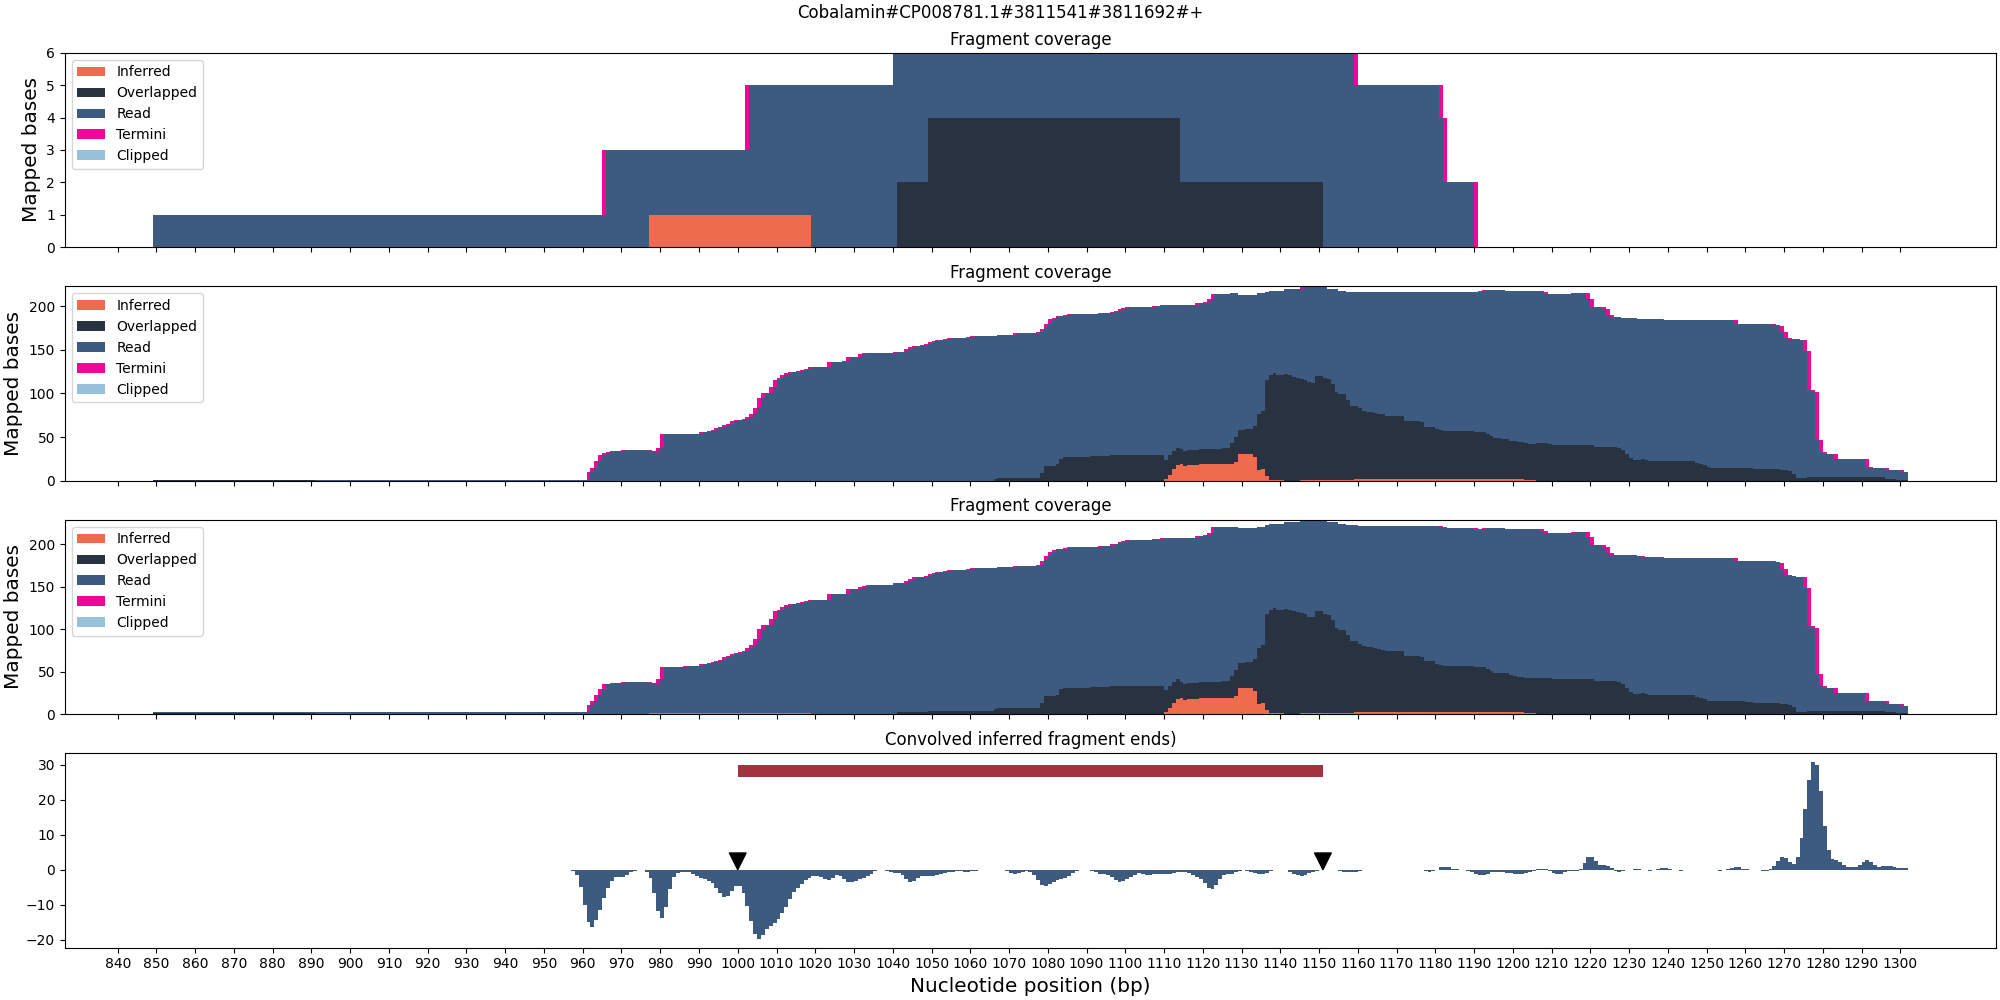 Cobalamin#CP008781.1#3811541#3811692#+
Fragment coverage
Mapped bases
6
5
4
3
2
1
0
Inferred
Overlapped
Read
Termini
Clipped
Fragment coverage
Mapped bases
200
150
100
50
0
Inferred
Overlapped
Read
Termini
Clipped
Fragment coverage
Mapped bases
200
150
100
50
0
Inferred
Overlapped
Read
Termini
Clipped
Convolved inferred fragment ends)
30
20
10
0
−10
−20
840 850 860 870 880 890 900 910 920 930 940 950 960 970 980 990 1000 1010 1020 1030 1040 1050 1060 1070 1080 1090 1100 1110 1120 1130 1140 1150 1160 1170 1180 1190 1200 1210 1220 1230 1240 1250 1260 1270 1280 1290 1300
Nucleotide position (bp)